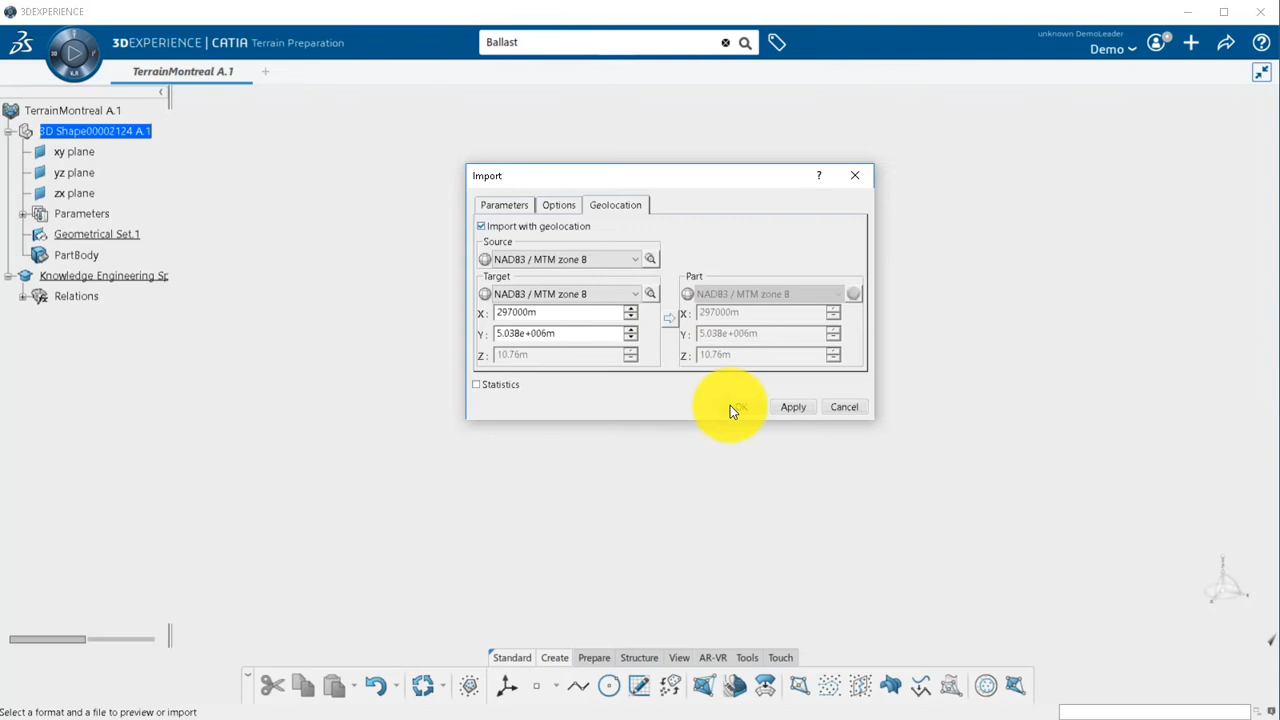 3DEXPERIENCE
3DEXPERIENCE | CATIA Terrain Preparation
Ballast
unknown DemoLeader
Demo
TerrainMontreal A.1
TerrainMontreal A.1
3D Shape00002124 A.1
xy plane
yz plane
zx plane
Parameters
Geometrical Set.1
PartBody
Knowledge Engineering Sp
Relations
Import
Parameters
Options
Geolocation
Import with geolocation
Source
NAD83 / MTM zone 8
Target
NAD83 / MTM zone 8
X: 297000m
Y: 5.038e+006m
Z: 10.76m
Part
NAD83 / MTM zone 8
X: 297000m
Y: 5.038e+006m
Z: 10.76m
Statistics
OK
Apply
Cancel
Standard
Create
Prepare
Structure
View
AR-VR
Tools
Touch
Select a format and a file to preview or import